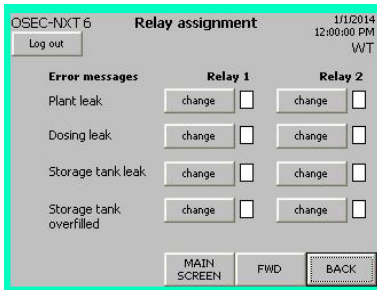 OSEC-NXT 6 Relay assignment 1/1/2014
12:00:00 PM
Log out WT
Error messages Relay 1 Relay 2
Plant leak change change
Dosing leak change change
Storage tank leak change change
Storage tank
overfilled change change
MAIN
SCREEN FWD BACK